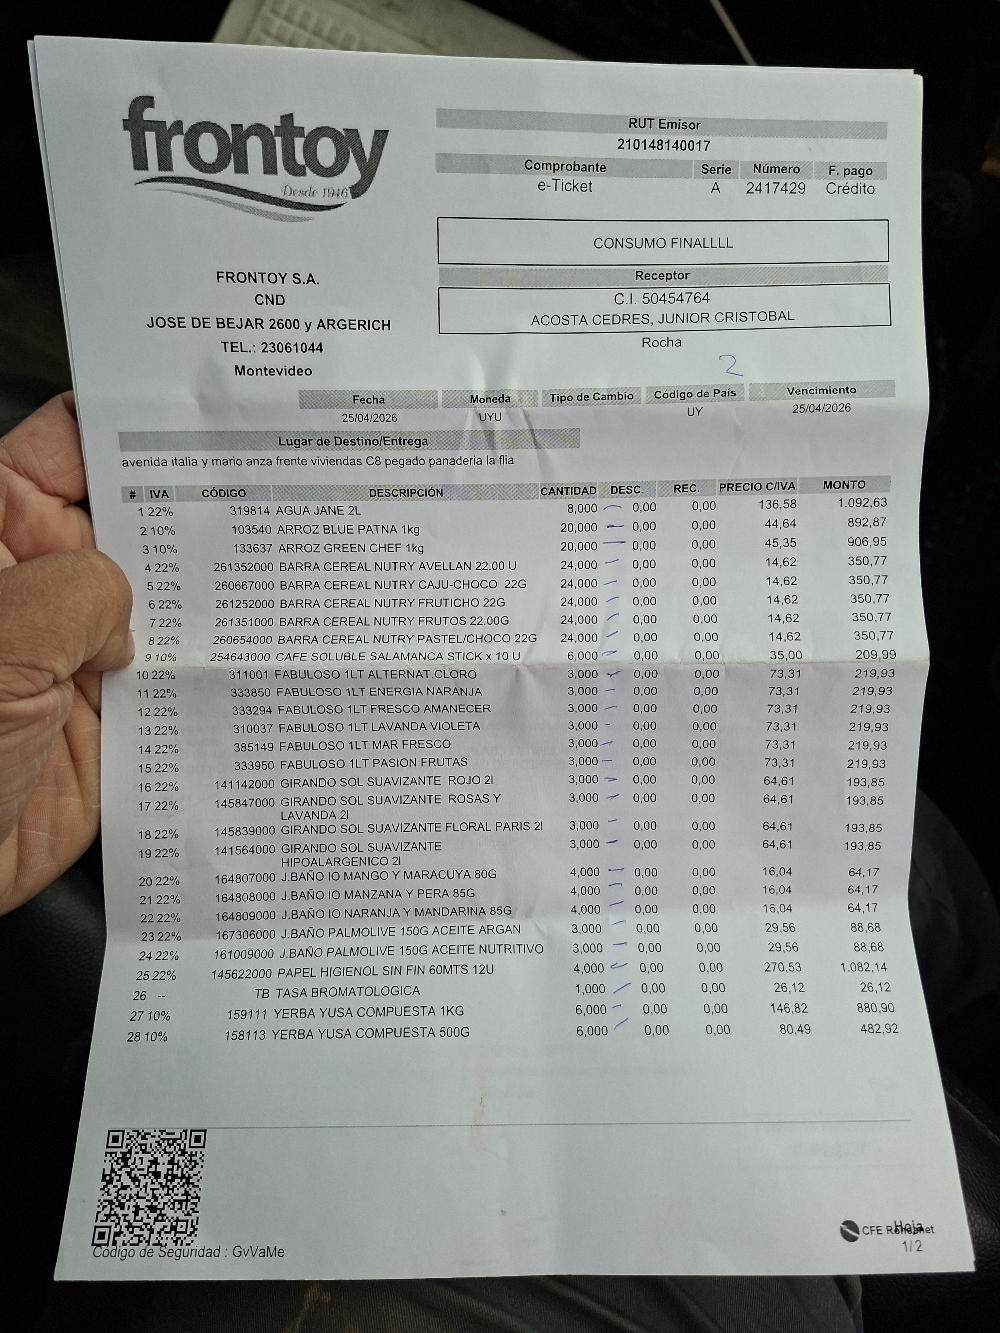 frontoy
Desde 1946
RUT Emisor
210148140017
Comprobante Serie Número F. pago
e-Ticket A 2417429 Crédito
CONSUMO FINALLLL
Receptor
C.I. 50454764
ACOSTA CEDRES, JUNIOR CRISTOBAL
Rocha
2
FRONTOY S.A.
CND
JOSE DE BEJAR 2600 y ARGERICH
TEL.: 23061044
Montevideo
Fecha Moneda Tipo de Cambio Código de País Vencimiento
25/04/2026 UYU UY 25/04/2026
Lugar de Destino/Entrega
avenida italia y mario anza frente viviendas C8 pegado panaderia la flia
# IVA CÓDIGO DESCRIPCIÓN CANTIDAD DESC. REC. PRECIO C/IVA MONTO
1 22% 319814 AGUA JANE 2L 8,000 0,00 0,00 136,58 1.092,63
2 10% 103540 ARROZ BLUE PATNA 1kg 20,000 0,00 0,00 44,64 892,87
3 10% 133637 ARROZ GREEN CHEF 1kg 20,000 0,00 0,00 45,35 906,95
4 22% 261352000 BARRA CEREAL NUTRY AVELLAN 22.00 U 24,000 0,00 0,00 14,62 350,77
5 22% 260667000 BARRA CEREAL NUTRY CAJU-CHOCO 22G 24,000 0,00 0,00 14,62 350,77
6 22% 261252000 BARRA CEREAL NUTRY FRUTICHO 22G 24,000 0,00 0,00 14,62 350,77
7 22% 261351000 BARRA CEREAL NUTRY FRUTOS 22.00G 24,000 0,00 0,00 14,62 350,77
8 22% 260654000 BARRA CEREAL NUTRY PASTEL/CHOCO 22G 24,000 0,00 0,00 14,62 350,77
9 10% 254643000 CAFE SOLUBLE SALAMANCA STICK x 10 U 6,000 0,00 0,00 35,00 209,99
10 22% 311001 FABULOSO 1LT ALTERNAT.CLORO 3,000 0,00 0,00 73,31 219,93
11 22% 333850 FABULOSO 1LT ENERGIA NARANJA 3,000 0,00 0,00 73,31 219,93
12 22% 333294 FABULOSO 1LT FRESCO AMANECER 3,000 0,00 0,00 73,31 219,93
13 22% 310037 FABULOSO 1LT LAVANDA VIOLETA 3,000 0,00 0,00 73,31 219,93
14 22% 385149 FABULOSO 1LT MAR FRESCO 3,000 0,00 0,00 73,31 219,93
15 22% 333950 FABULOSO 1LT PASION FRUTAS 3,000 0,00 0,00 73,31 219,93
16 22% 141142000 GIRANDO SOL SUAVIZANTE ROJO 2l 3,000 0,00 0,00 64,61 193,85
17 22% 145847000 GIRANDO SOL SUAVIZANTE ROSAS Y 3,000 0,00 0,00 64,61 193,85
LAVANDA 2l
18 22% 145839000 GIRANDO SOL SUAVIZANTE FLORAL PARIS 2l 3,000 0,00 0,00 64,61 193,85
19 22% 141564000 GIRANDO SOL SUAVIZANTE 3,000 0,00 0,00 64,61 193,85
HIPOALARGENICO 2l
20 22% 164807000 J.BAÑO IO MANGO Y MARACUYA 80G 4,000 0,00 0,00 16,04 64,17
21 22% 164808000 J.BAÑO IO MANZANA Y PERA 85G 4,000 0,00 0,00 16,04 64,17
22 22% 164809000 J.BAÑO IO NARANJA Y MANDARINA 85G 4,000 0,00 0,00 16,04 64,17
23 22% 167306000 J.BAÑO PALMOLIVE 150G ACEITE ARGAN 3,000 0,00 0,00 29,56 88,68
24 22% 161009000 J.BAÑO PALMOLIVE 150G ACEITE NUTRITIVO 3,000 0,00 0,00 29,56 88,68
25 22% 145622000 PAPEL HIGIENOL SIN FIN 60MTS 12U 4,000 0,00 0,00 270,53 1.082,14
26 -- TB TASA BROMATOLOGICA 1,000 0,00 0,00 26,12 26,12
27 10% 159111 YERBA YUSA COMPUESTA 1KG 6,000 0,00 0,00 146,82 880,90
28 10% 158113 YERBA YUSA COMPUESTA 500G 6,000 0,00 0,00 80,49 482,92
Código de Seguridad : GvVaMe
CFE
Hoja
1/2